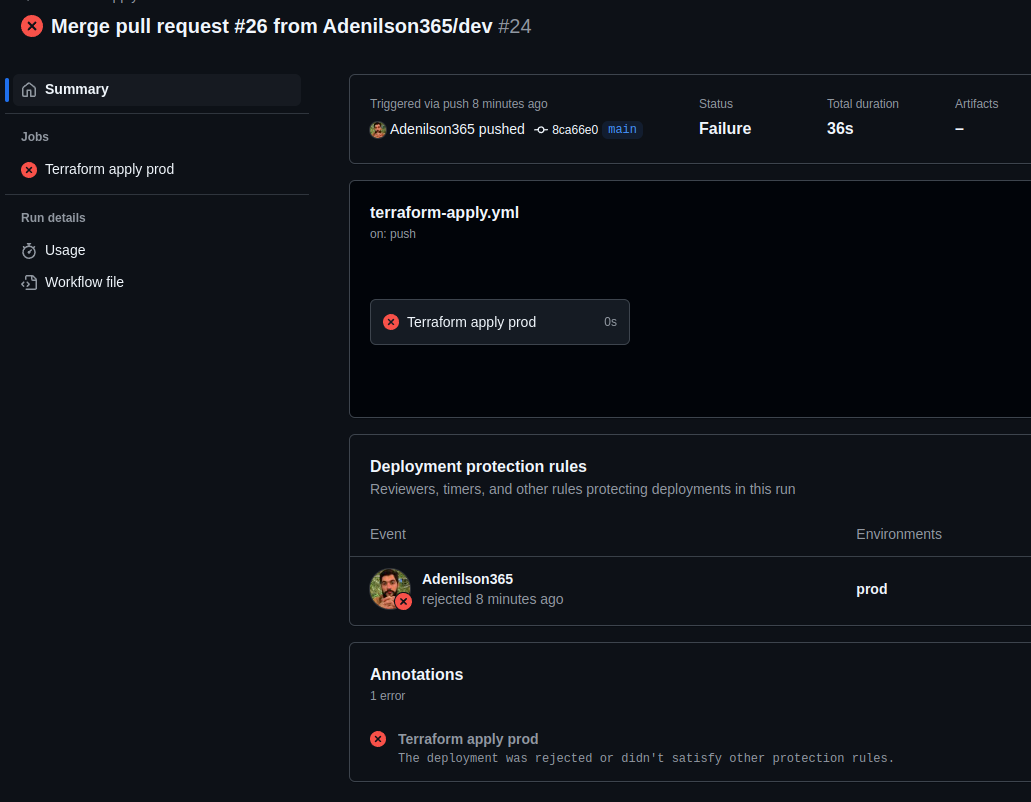 Merge pull request #26 from Adenilson365/dev #24
Summary
Jobs
Terraform apply prod
Run details
Usage
Workflow file
Triggered via push 8 minutes ago
Adenilson365 pushed 8ca66e0 main
Status
Failure
Total duration
36s
Artifacts
–
terraform-apply.yml
on: push
Terraform apply prod 0s
Deployment protection rules
Reviewers, timers, and other rules protecting deployments in this run
Event Environments
Adenilson365
rejected 8 minutes ago
prod
Annotations
1 error
Terraform apply prod
The deployment was rejected or didn't satisfy other protection rules.